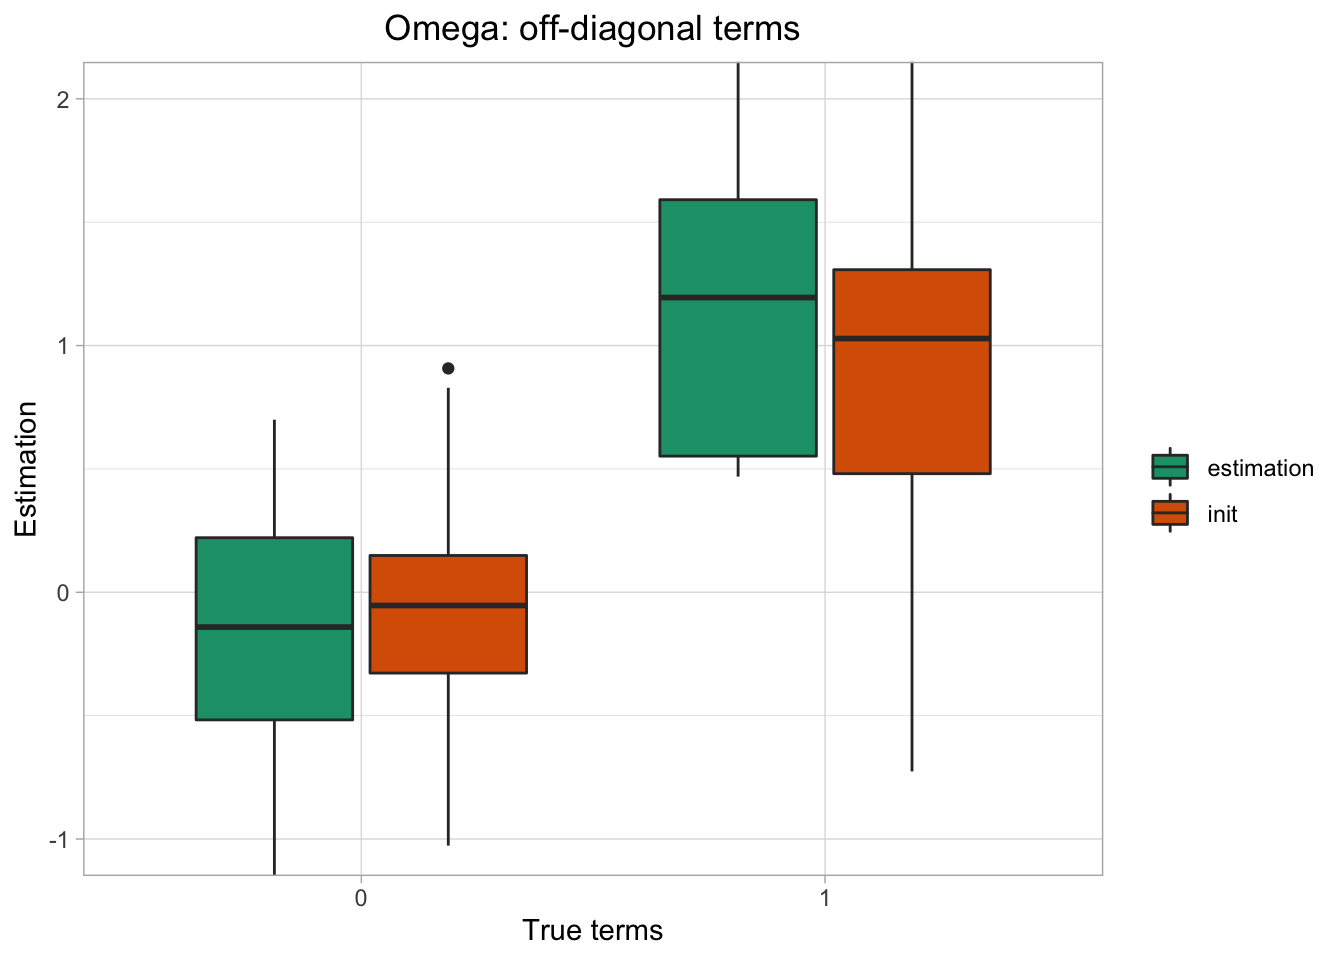 Omega: off-diagonal terms
2
1
0
-1
Estimation
0 1
True terms
estimation
init